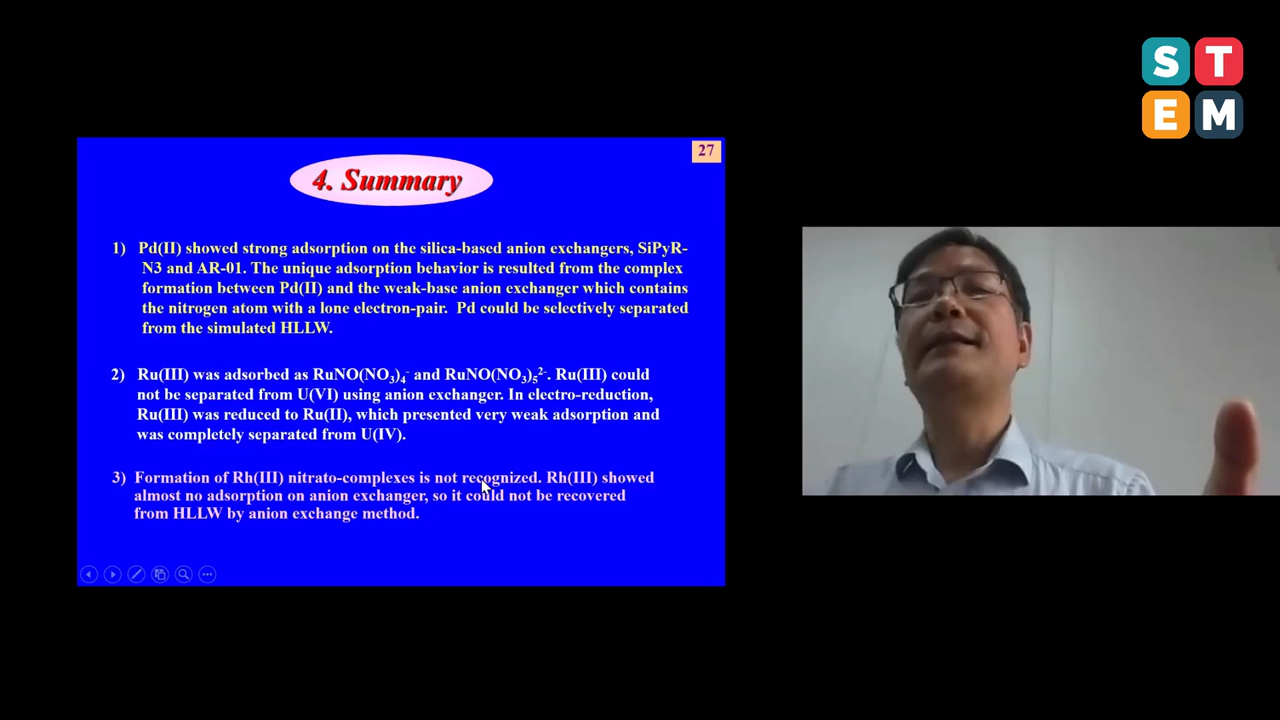 S T
E M
27
4. Summary
1) Pd(II) showed strong adsorption on the silica-based anion exchangers, SiPyR-
N3 and AR-01. The unique adsorption behavior is resulted from the complex
formation between Pd(II) and the weak-base anion exchanger which contains
the nitrogen atom with a lone electron-pair. Pd could be selectively separated
from the simulated HLLW.
2) Ru(III) was adsorbed as RuNO(NO₃)₄⁻ and RuNO(NO₃)₅²⁻. Ru(III) could
not be separated from U(VI) using anion exchanger. In electro-reduction,
Ru(III) was reduced to Ru(II), which presented very weak adsorption and
was completely separated from U(IV).
3) Formation of Rh(III) nitrato-complexes is not recognized. Rh(III) showed
almost no adsorption on anion exchanger, so it could not be recovered
from HLLW by anion exchange method.